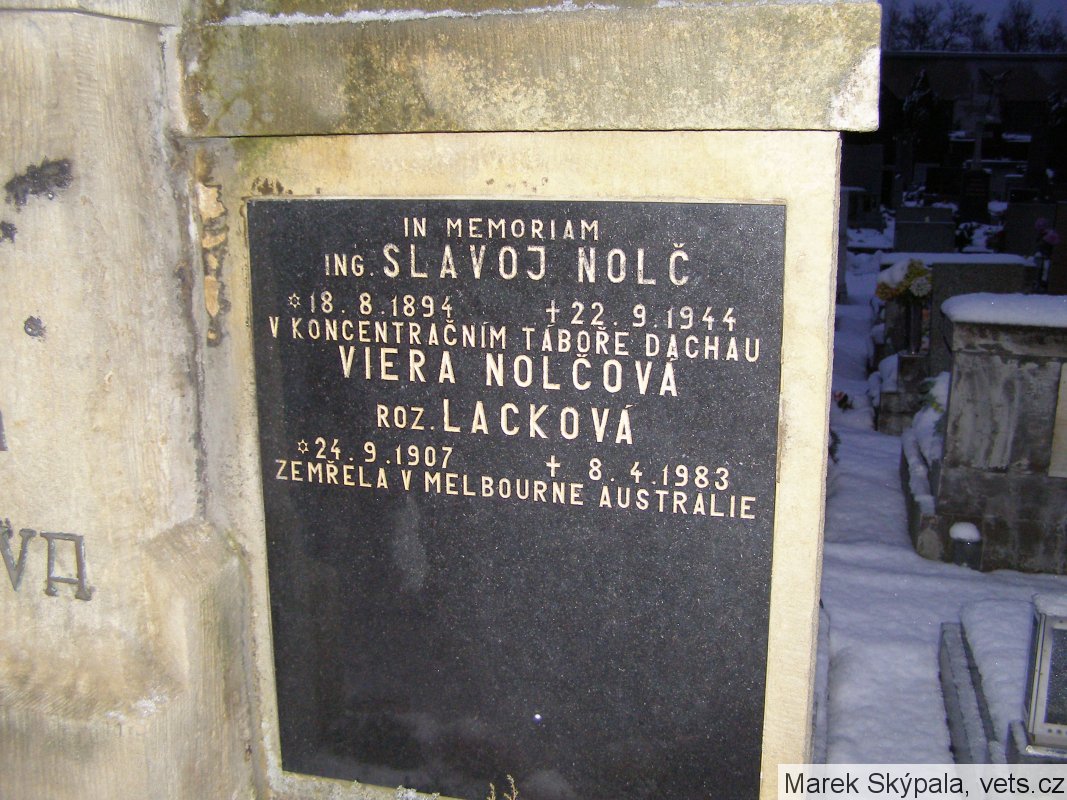 IN MEMORIAM
ING. SLAVOJ NOLČ
✡18. 8.1894 +22. 9.1944
V KONCENTRAČNÍM TÁBOŘE DACHAU
VIERA NOLČOVÁ
ROZ. LACKOVÁ
✡24. 9.1907 + 8. 4.1983
ZEMŘELA V MELBOURNE AUSTRALIE
VA
Marek Skýpala, vets.cz